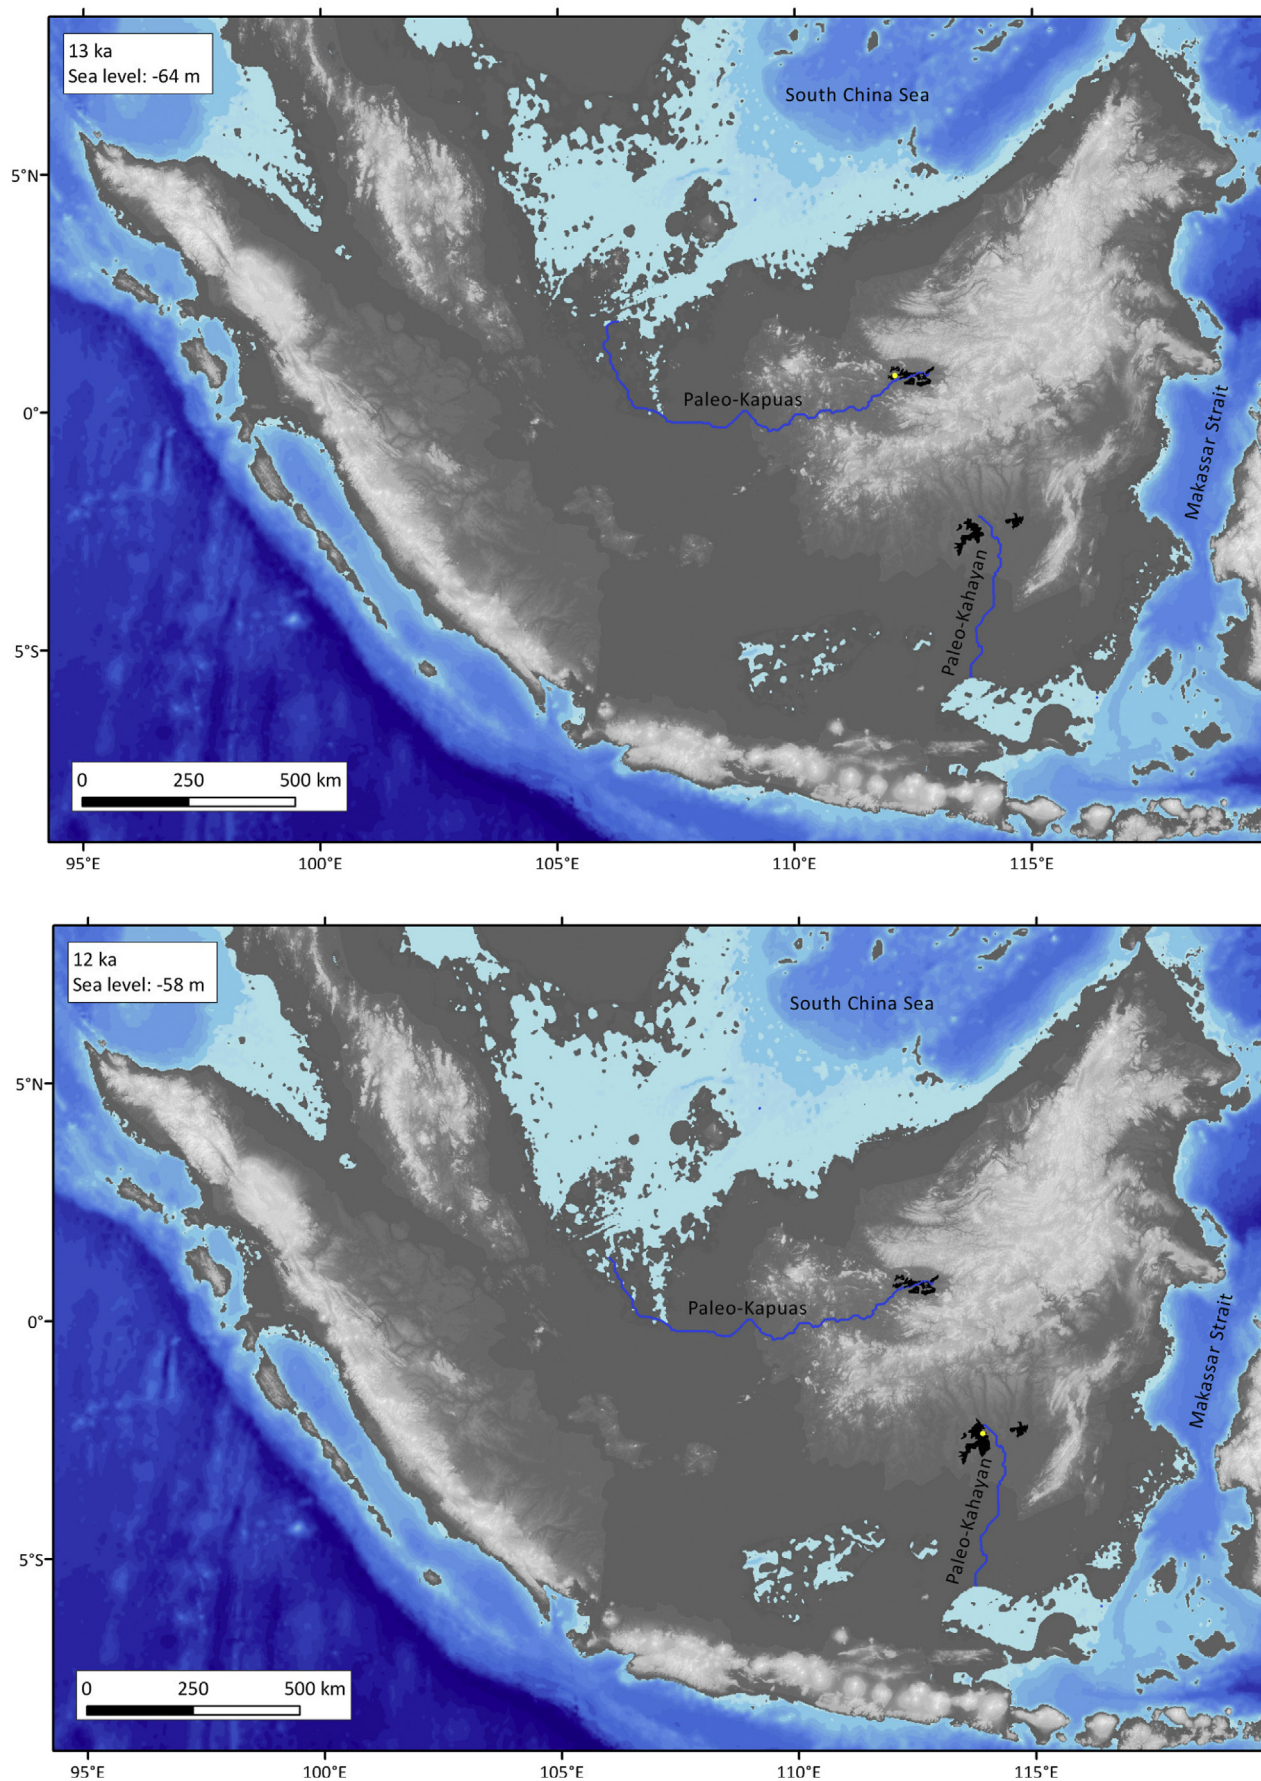 13 ka
Sea level: -64 m
South China Sea
5°N
Paleo-Kapuas
0°
Makassar Strait
Paleo-Kahayan
5°S
0 250 500 km
95°E 100°E 105°E 110°E 115°E
12 ka
Sea level: -58 m
South China Sea
5°N
Paleo-Kapuas
0°
Makassar Strait
Paleo-Kahayan
5°S
0 250 500 km
95°E 100°E 105°E 110°E 115°E